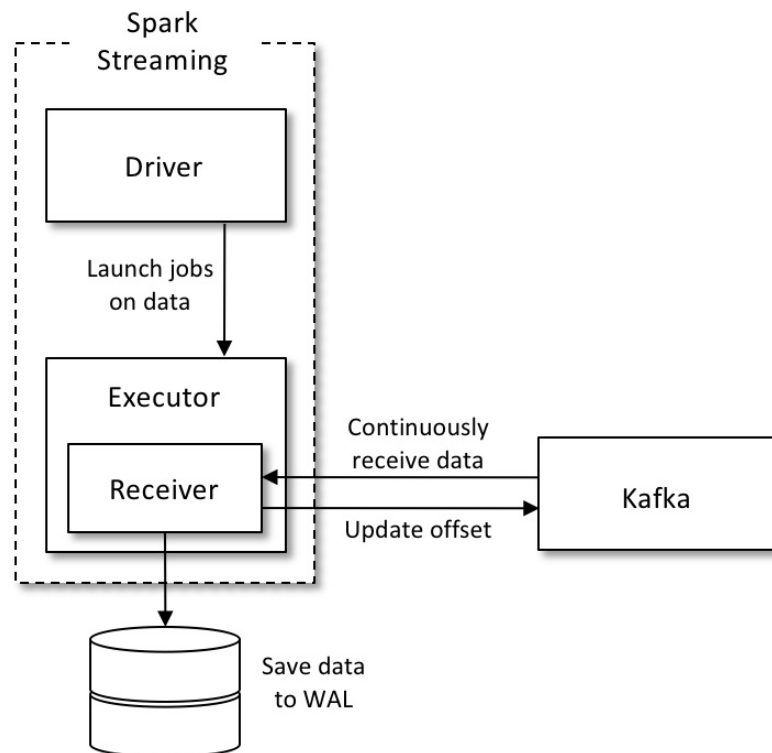 Spark
Streaming
Driver
Launch jobs
on data
Executor
Receiver
Continuously
receive data
Update offset
Kafka
Save data
to WAL